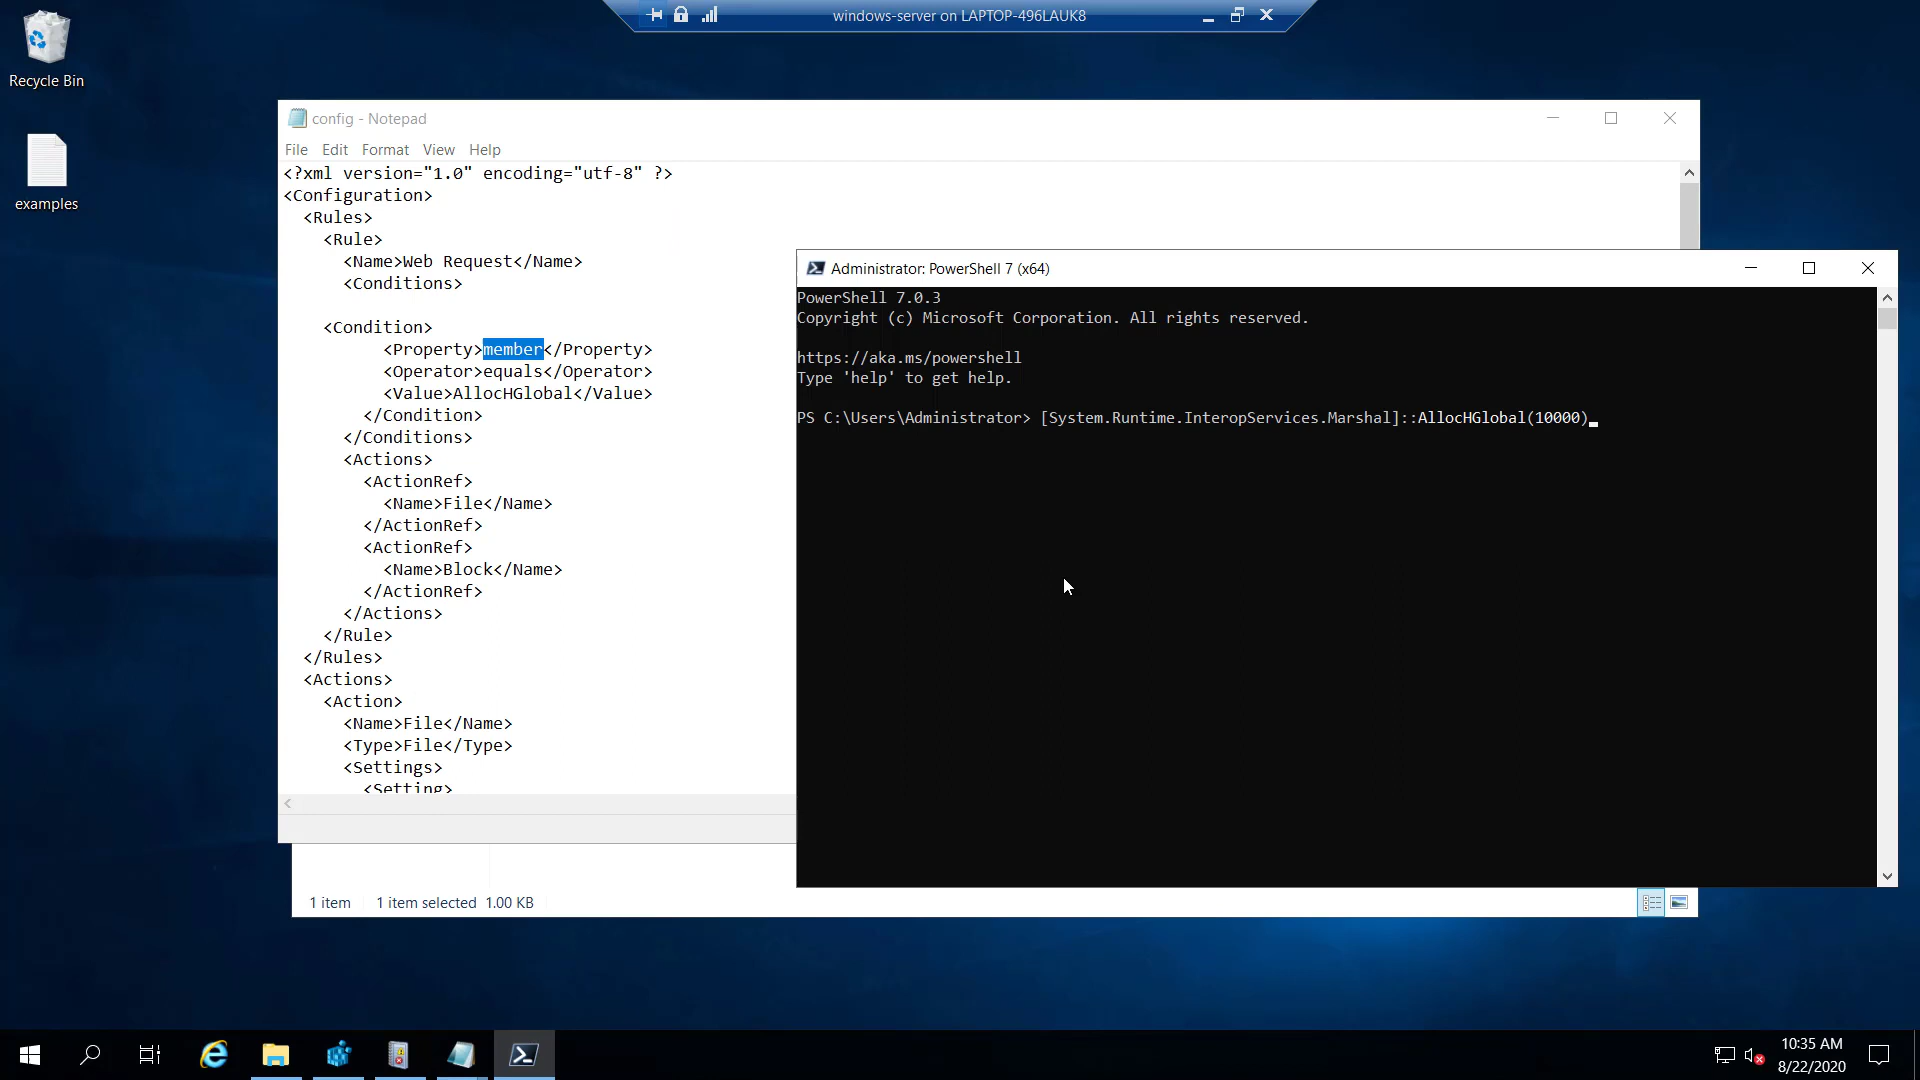 windows-server on LAPTOP-496LAUK8
Recycle Bin
examples
config - Notepad
File Edit Format View Help
<?xml version="1.0" encoding="utf-8" ?>
<Configuration>
<Rules>
<Rule>
<Name>Web Request</Name>
<Conditions>
<Condition>
<Property>member</Property>
<Operator>equals</Operator>
<Value>AllocHGlobal</Value>
</Condition>
</Conditions>
<Actions>
<ActionRef>
<Name>File</Name>
</ActionRef>
<ActionRef>
<Name>Block</Name>
</ActionRef>
</Actions>
</Rule>
</Rules>
<Actions>
<Action>
<Name>File</Name>
<Type>File</Type>
<Settings>
<Setting>
Administrator: PowerShell 7 (x64)
PowerShell 7.0.3
Copyright (c) Microsoft Corporation. All rights reserved.
https://aka.ms/powershell
Type 'help' to get help.
PS C:\Users\Administrator> [System.Runtime.InteropServices.Marshal]::AllocHGlobal(10000)
1 item 1 item selected 1.00 KB
10:35 AM
8/22/2020